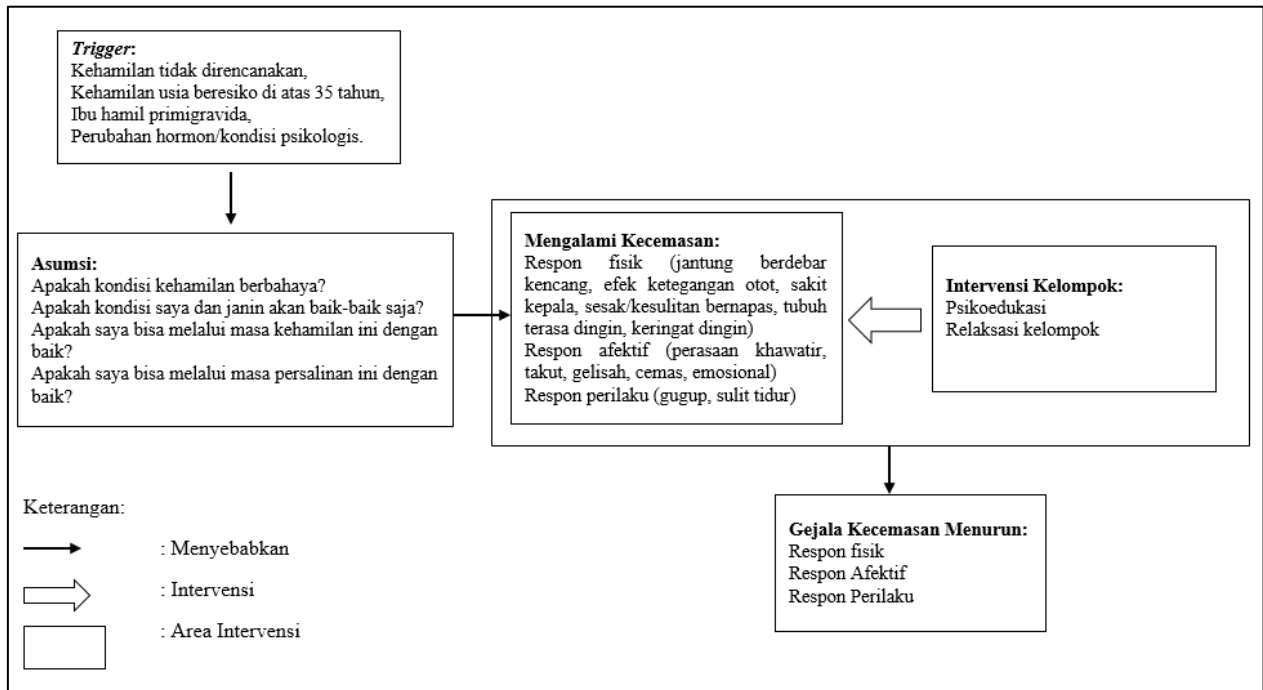 Trigger:
Kehamilan tidak direncanakan,
Kehamilan usia beresiko di atas 35 tahun,
Ibu hamil primigravida,
Perubahan hormon/kondisi psikologis.
Asumsi:
Apakah kondisi kehamilan berbahaya?
Apakah kondisi saya dan janin akan baik-baik saja?
Apakah saya bisa melalui masa kehamilan ini dengan
baik?
Apakah saya bisa melalui masa persalinan ini dengan
baik?
Mengalami Kecemasan:
Respon fisik (jantung berdebar
kencang, efek ketegangan otot, sakit
kepala, sesak/kesulitan bernapas, tubuh
terasa dingin, keringat dingin)
Respon afektif (perasaan khawatir,
takut, gelisah, cemas, emosional)
Respon perilaku (gugup, sulit tidur)
Intervensi Kelompok:
Psikoedukasi
Relaksasi kelompok
Gejala Kecemasan Menurun:
Respon fisik
Respon Afektif
Respon Perilaku
Keterangan:
: Menyebabkan
: Intervensi
: Area Intervensi